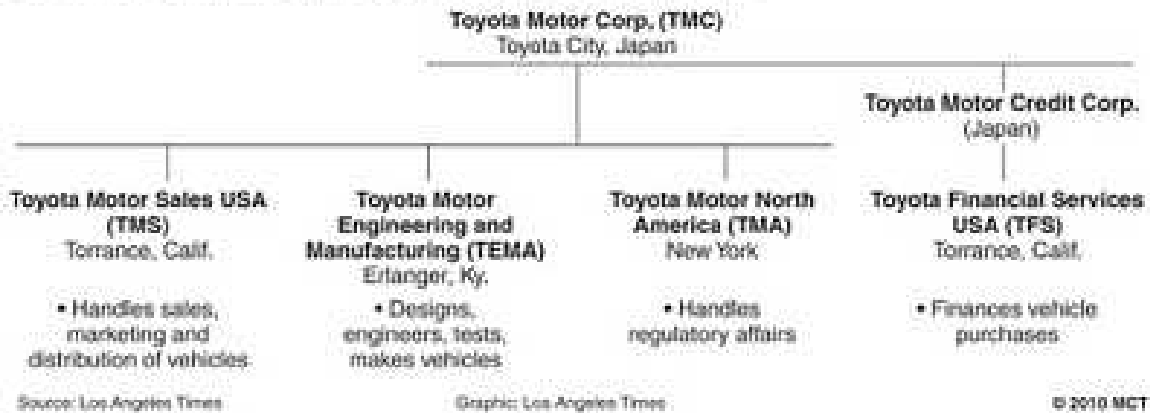 Toyota Motor Corp. (TMC)
Toyota City, Japan
Toyota Motor Credit Corp.
(Japan)
Toyota Motor Sales USA
(TMS)
Torrance, Calif.
• Handles sales,
marketing and
distribution of vehicles
Toyota Motor
Engineering and
Manufacturing (TEMA)
Erlanger, Ky.
• Designs,
engineers, tests,
makes vehicles
Toyota Motor North
America (TMA)
New York
• Handles
regulatory affairs
Toyota Financial Services
USA (TFS)
Torrance, Calif.
• Finances vehicle
purchases
Source: Los Angeles Times
Graphic: Los Angeles Times
© 2010 MCT